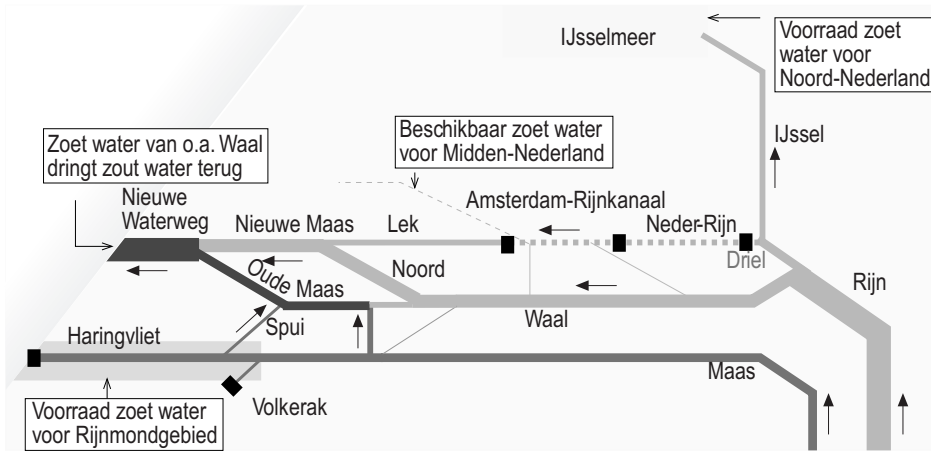 IJsselmeer
Voorraad zoet
water voor
Noord-Nederland
Zoet water van o.a. Waal
dringt zout water terug
Beschikbaar zoet water
voor Midden-Nederland
IJssel
Nieuwe
Waterweg
Nieuwe Maas
Lek
Amsterdam-Rijnkanaal
Neder-Rijn
Driel
Oude Maas
Noord
Rijn
Waal
Spui
Haringvliet
Maas
Volkerak
Voorraad zoet water
voor Rijnmondgebied